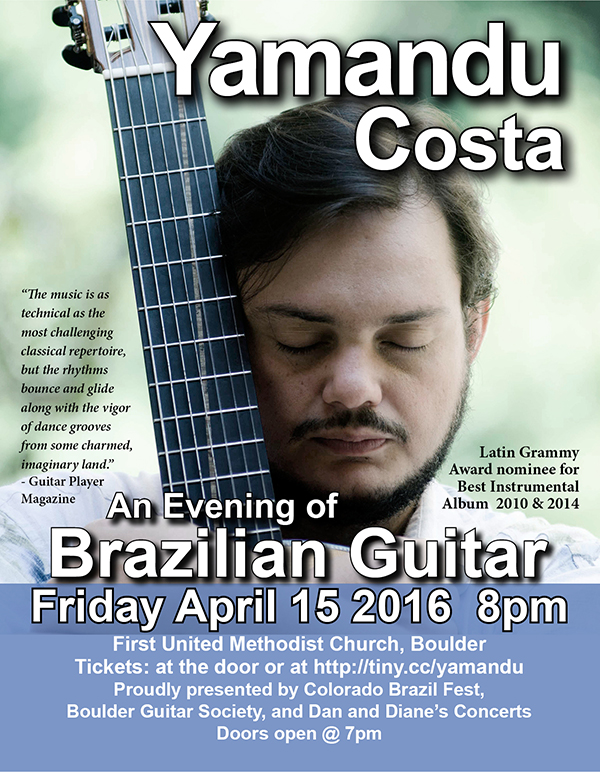 Yamandu
Costa
“The music is as
technical as the
most challenging
classical repertoire,
but the rhythms
bounce and glide
along with the vigor
of dance grooves
from some charmed,
imaginary land.”
- Guitar Player
Magazine
Latin Grammy
Award nominee for
Best Instrumental
Album  2010 & 2014
An Evening of
Brazilian Guitar
Friday April 15 2016  8pm
First United Methodist Church, Boulder
Tickets: at the door or at http://tiny.cc/yamandu
Proudly presented by Colorado Brazil Fest,
Boulder Guitar Society, and Dan and Diane’s Concerts
Doors open @ 7pm